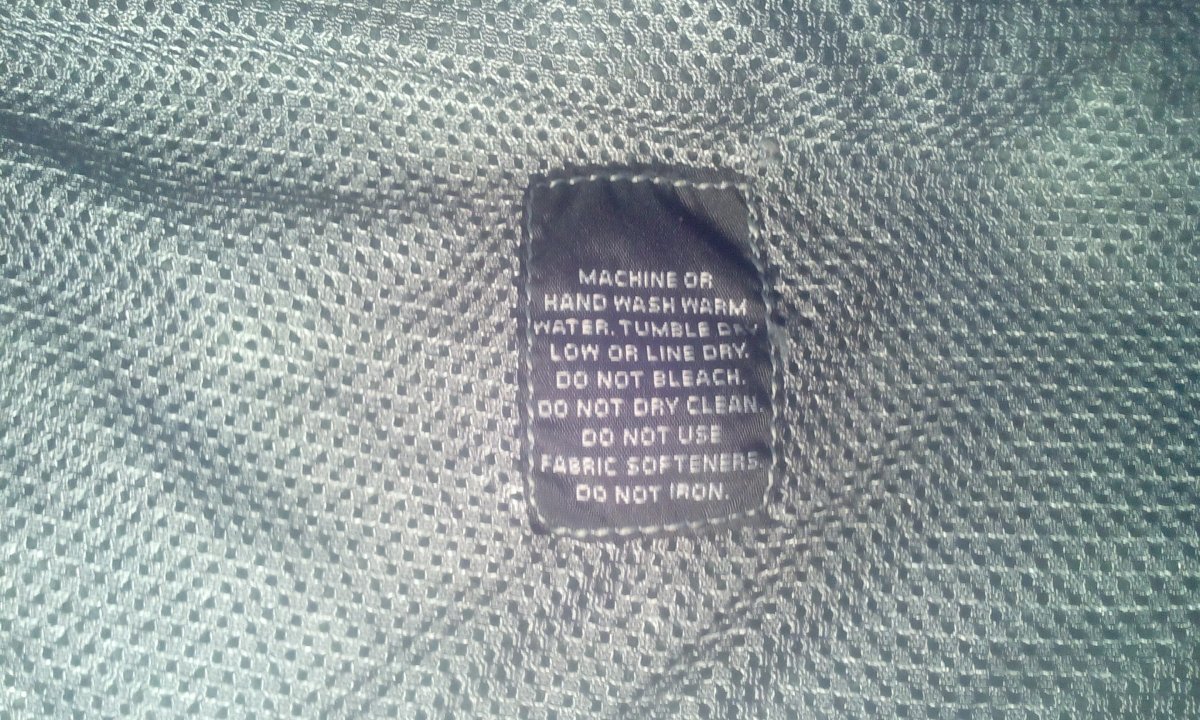 MACHINE OR
HAND WASH WARM
WATER. TUMBLE DRY
LOW OR LINE DRY.
DO NOT BLEACH.
DO NOT DRY CLEAN.
DO NOT USE
FABRIC SOFTENERS.
DO NOT IRON.